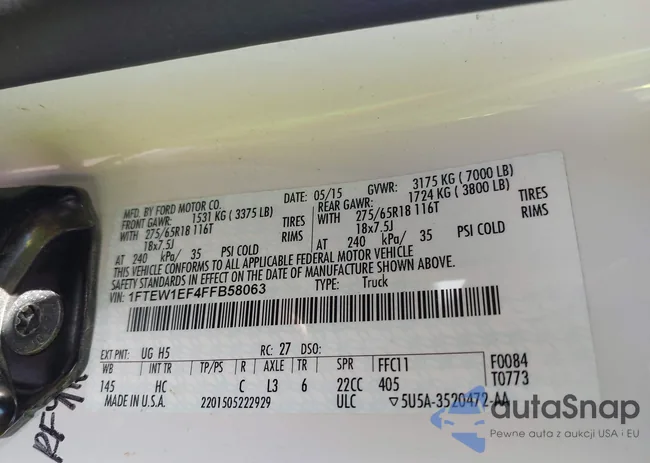 MFD. BY FORD MOTOR CO.
DATE: 05/15 GVWR: 3175 KG ( 7000 LB)
FRONT GAWR: 1531 KG ( 3375 LB)
REAR GAWR: 1724 KG ( 3800 LB)
WITH 275/65R18 116T TIRES
WITH 275/65R18 116T TIRES
18x7.5J RIMS
18x7.5J RIMS
AT 240 kPa/ 35 PSI COLD
AT 240 kPa/ 35 PSI COLD
THIS VEHICLE CONFORMS TO ALL APPLICABLE FEDERAL MOTOR VEHICLE
SAFETY STANDARDS IN EFFECT ON THE DATE OF MANUFACTURE SHOWN ABOVE.
VIN: 1FTEW1EF4FFB58063
TYPE: Truck
EXT PNT: UG H5 RC: 27 DSO:
WB INT TR TP/PS R AXLE TR SPR FFC11 F0084
145 HC C L3 6 22CC 405 T0773
MADE IN U.S.A. 2201505222929 ULC ▽5U5A-3520472-AA
autoSnap
Pewne auta z aukcji USA i EU